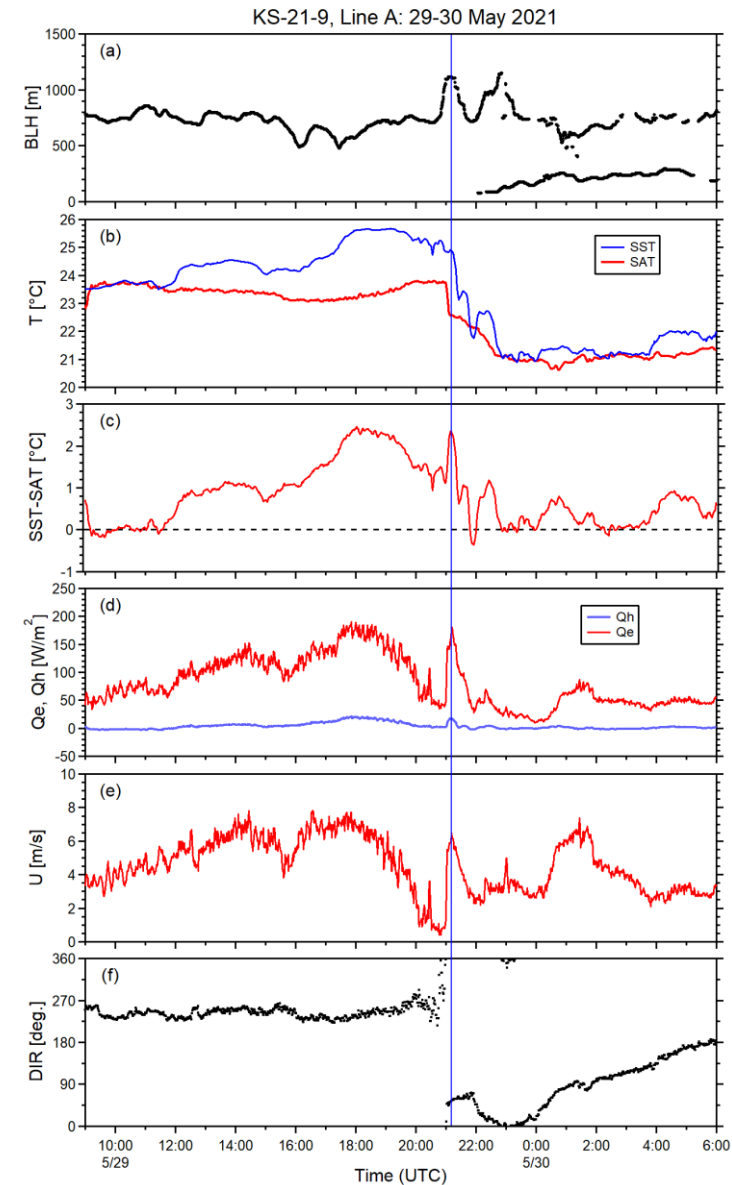 KS-21-9, Line A: 29-30 May 2021
(a)
BLH [m]
1500
1000
500
0
(b)
T [°C]
26
25
24
23
22
21
20
SST
SAT
(c)
SST-SAT [°C]
3
2
1
0
-1
(d)
Qe, Qh [W/m²]
250
200
150
100
50
0
-50
Qh
Qe
(e)
U [m/s]
10
8
6
4
2
0
(f)
DIR [deg.]
360
270
180
90
0
10:00 12:00 14:00 16:00 18:00 20:00 22:00 0:00 2:00 4:00 6:00
5/29 5/30
Time (UTC)